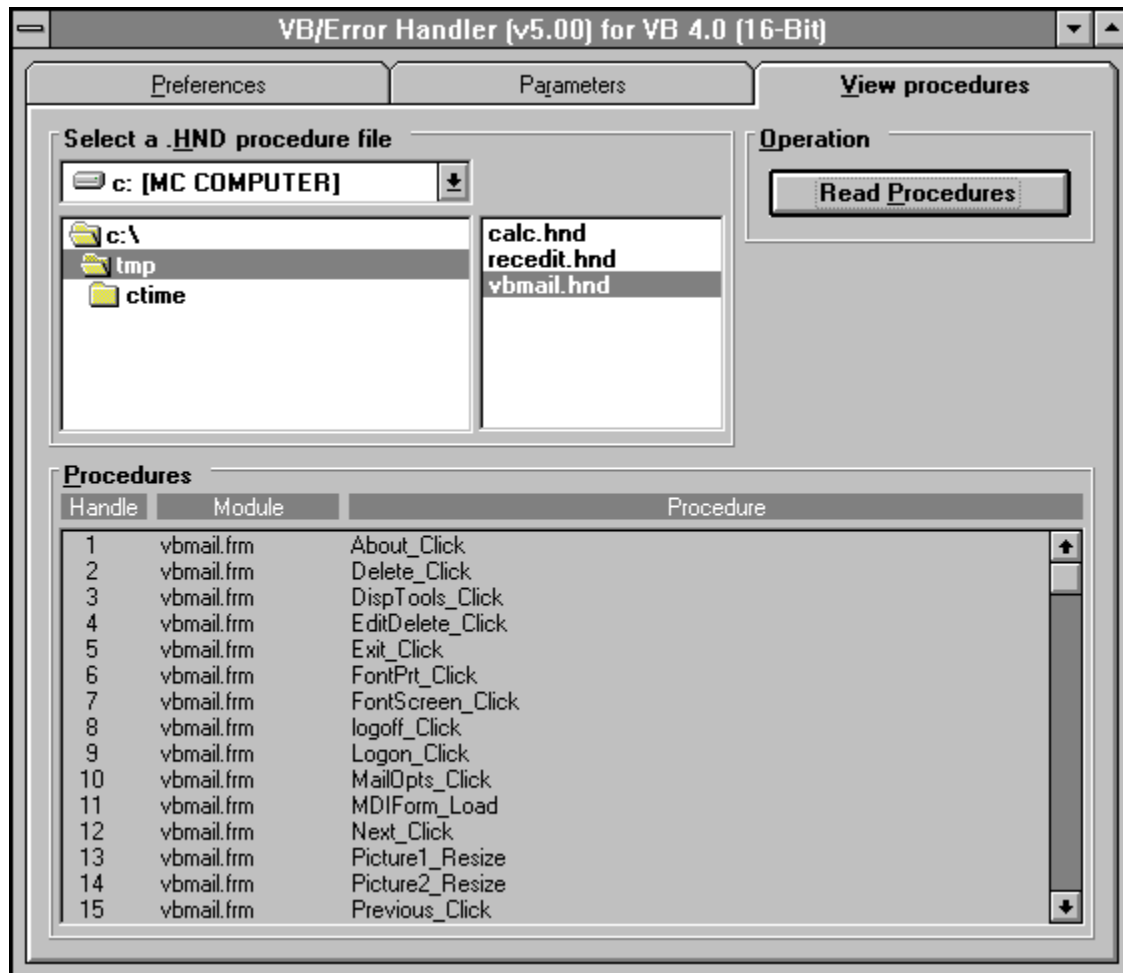 VB/Error Handler (v5.00) for VB 4.0 (16-Bit)
Preferences Parameters View procedures
Select a .HND procedure file
Operation
c: [MC COMPUTER]
Read Procedures
c:\
tmp
ctime
calc.hnd
recedit.hnd
vbmail.hnd
Procedures
Handle Module Procedure
1 vbmail.frm About_Click
2 vbmail.frm Delete_Click
3 vbmail.frm DispTools_Click
4 vbmail.frm EditDelete_Click
5 vbmail.frm Exit_Click
6 vbmail.frm FontPrt_Click
7 vbmail.frm FontScreen_Click
8 vbmail.frm logoff_Click
9 vbmail.frm Logon_Click
10 vbmail.frm MailOpts_Click
11 vbmail.frm MDIForm_Load
12 vbmail.frm Next_Click
13 vbmail.frm Picture1_Resize
14 vbmail.frm Picture2_Resize
15 vbmail.frm Previous_Click